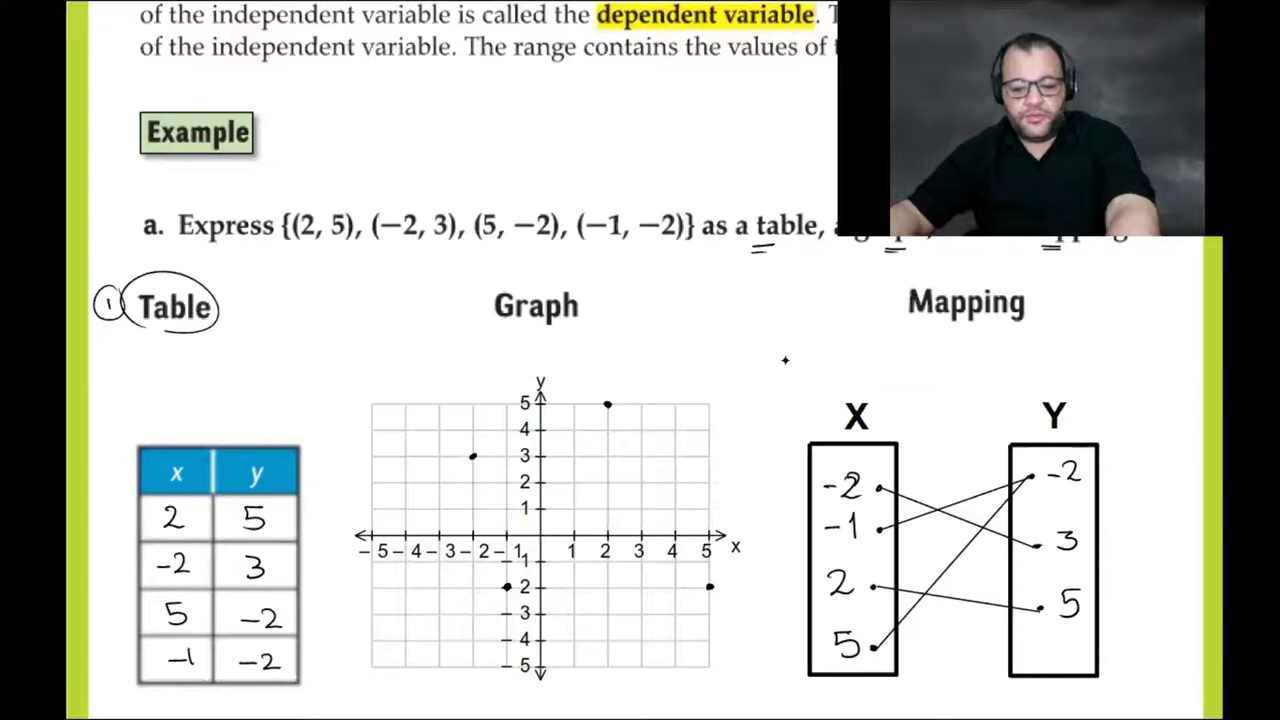 of the independent variable is called the dependent variable.
of the independent variable. The range contains the values of
Example
a. Express {(2, 5), (−2, 3), (5, −2), (−1, −2)} as a table,
1 Table
Graph
Mapping
x y
2 5
-2 3
5 -2
-1 -2
y
5
4
3
2
1
–5 –4 –3 –2 –1 1 2 3 4 5 x
–1
–2
–3
–4
–5
X Y
-2 -2
-1 3
2 5
5